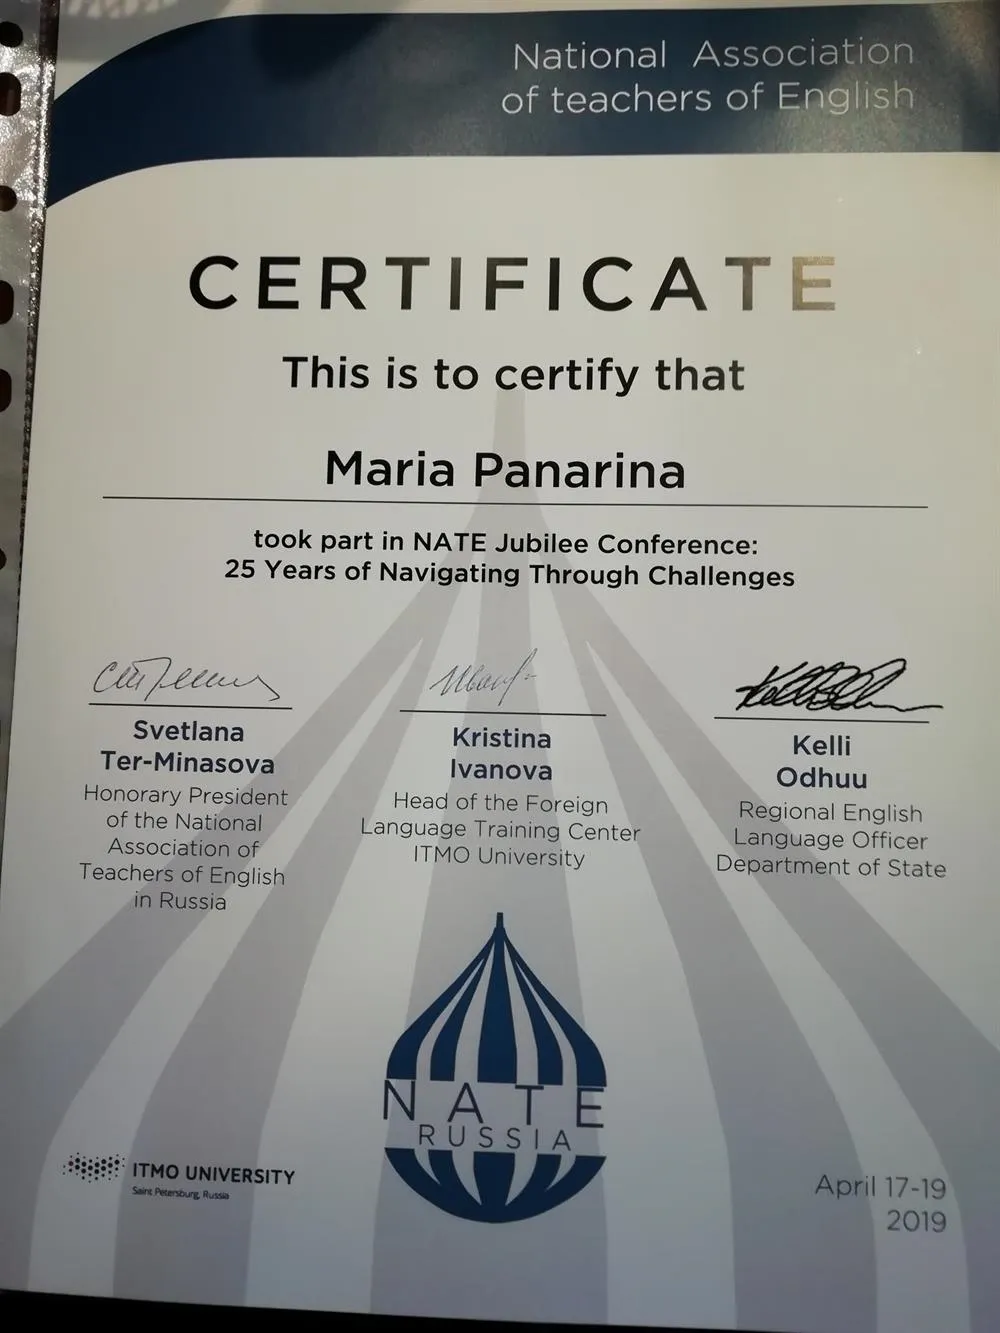 National Association
of teachers of English
CERTIFICATE
This is to certify that
Maria Panarina
took part in NATE Jubilee Conference:
25 Years of Navigating Through Challenges
Svetlana
Ter-Minasova
Honorary President
of the National
Association of
Teachers of English
in Russia
Kristina
Ivanova
Head of the Foreign
Language Training Center
ITMO University
Kelli
Odhuu
Regional English
Language Officer
Department of State
NATE
RUSSIA
ITMO UNIVERSITY
Saint Petersburg, Russia
April 17-19
2019